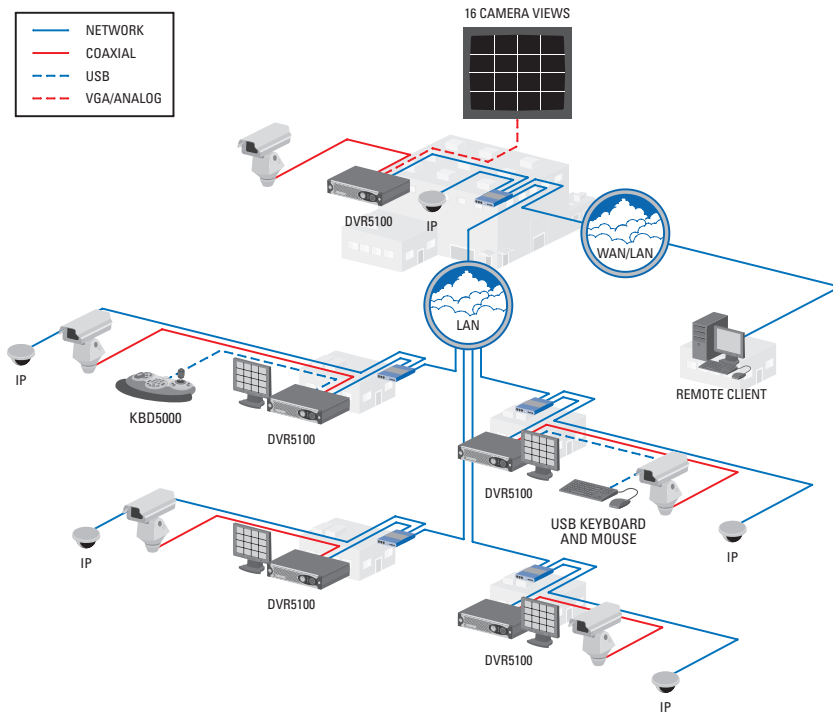 16 CAMERA VIEWS
NETWORK
COAXIAL
USB
VGA/ANALOG
DVR5100
IP
WAN/LAN
LAN
IP
KBD5000
DVR5100
REMOTE CLIENT
DVR5100
USB KEYBOARD
AND MOUSE
IP
IP
DVR5100
DVR5100
IP